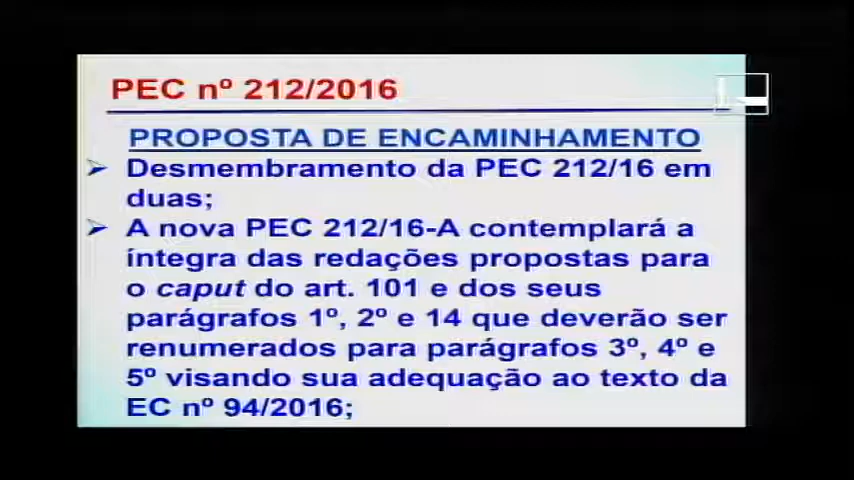 PEC nº 212/2016
PROPOSTA DE ENCAMINHAMENTO
➢ Desmembramento da PEC 212/16 em
duas;
➢ A nova PEC 212/16-A contemplará a
íntegra das redações propostas para
o caput do art. 101 e dos seus
parágrafos 1º, 2º e 14 que deverão ser
renumerados para parágrafos 3º, 4º e
5º visando sua adequação ao texto da
EC nº 94/2016;